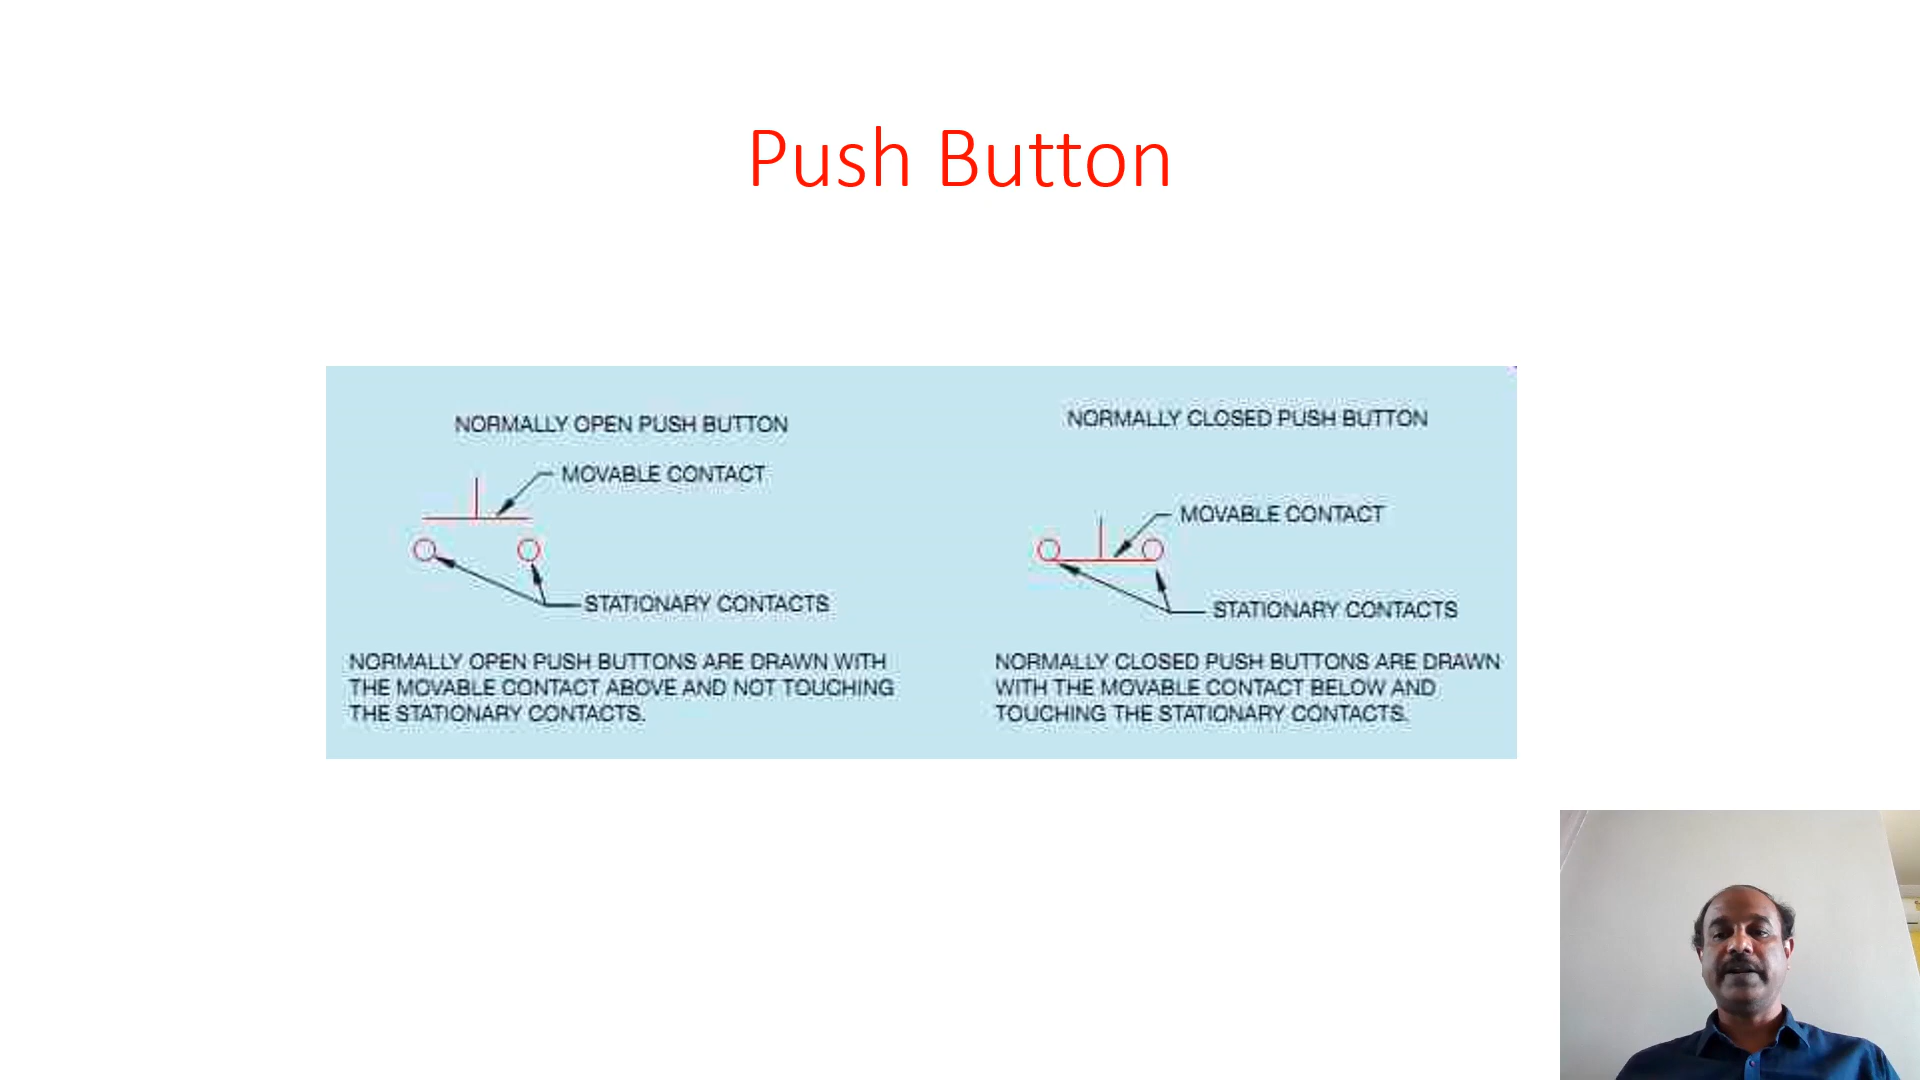 Push Button
NORMALLY OPEN PUSH BUTTON
MOVABLE CONTACT
STATIONARY CONTACTS
NORMALLY OPEN PUSH BUTTONS ARE DRAWN WITH
THE MOVABLE CONTACT ABOVE AND NOT TOUCHING
THE STATIONARY CONTACTS.
NORMALLY CLOSED PUSH BUTTON
MOVABLE CONTACT
STATIONARY CONTACTS
NORMALLY CLOSED PUSH BUTTONS ARE DRAWN
WITH THE MOVABLE CONTACT BELOW AND
TOUCHING THE STATIONARY CONTACTS.